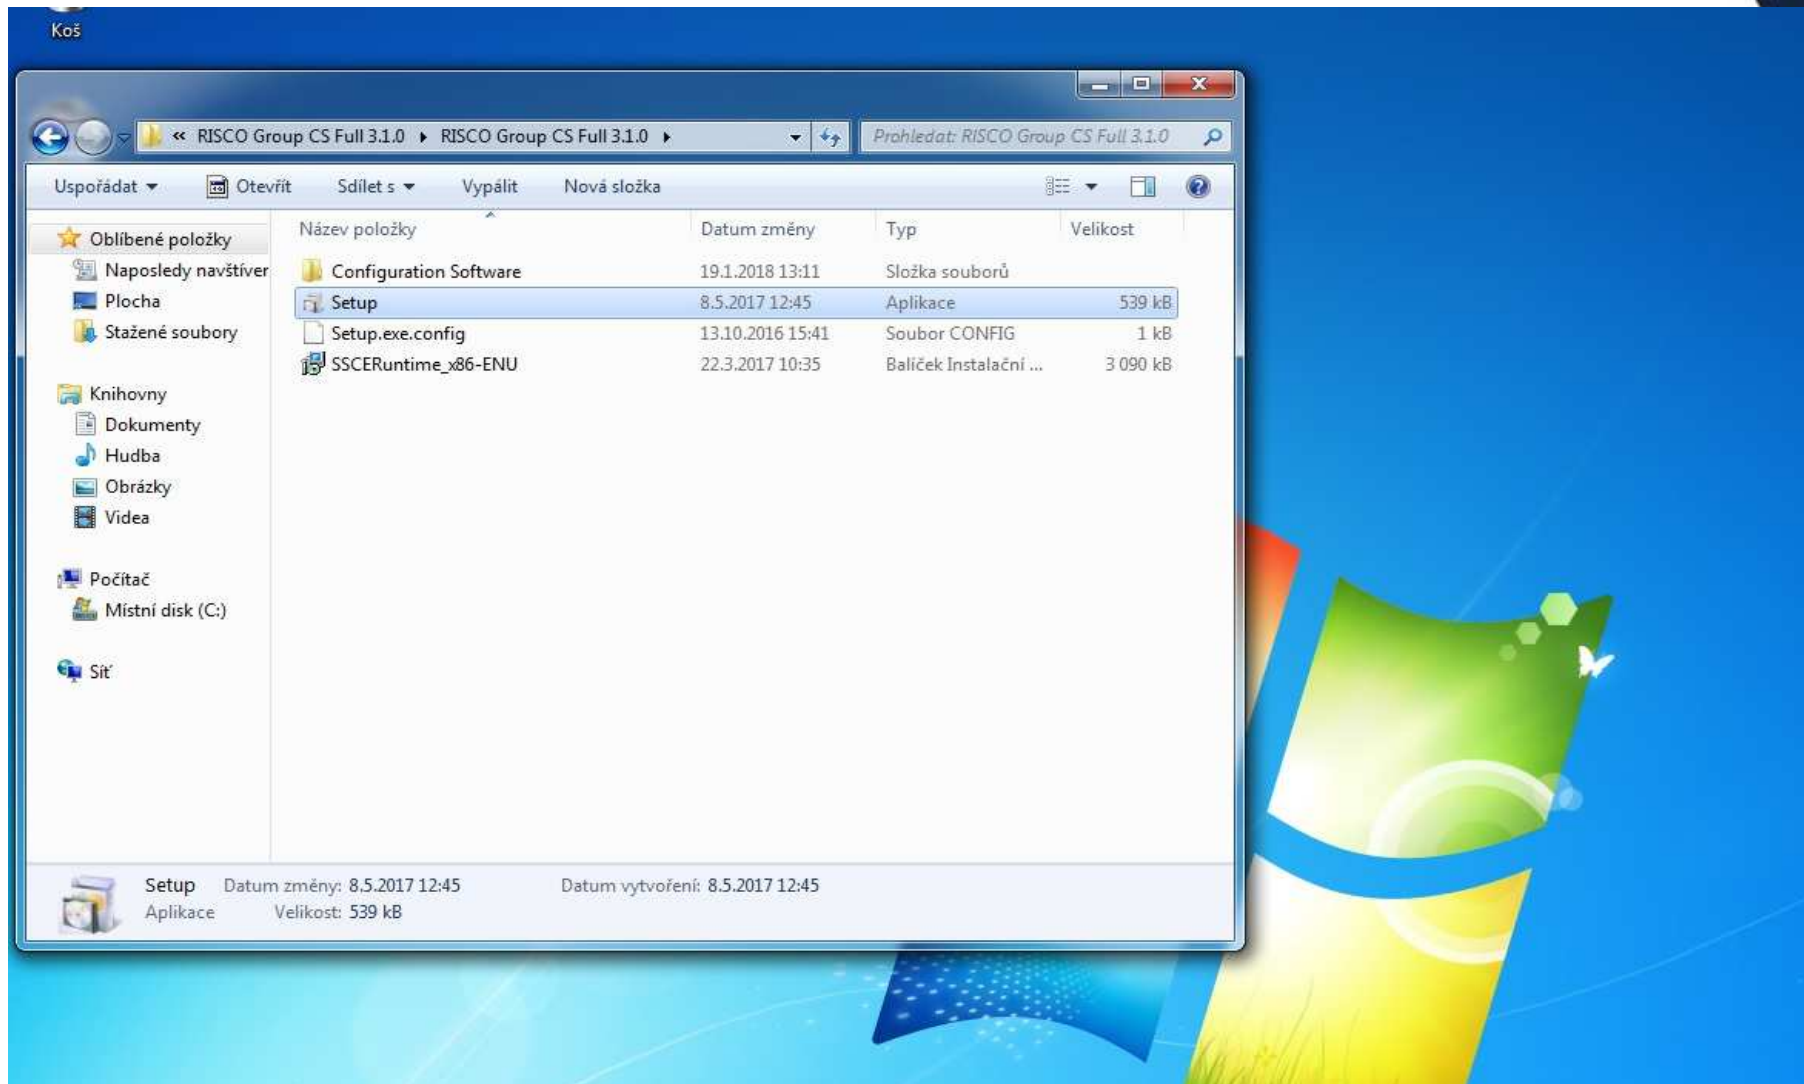 Koš
« RISCO Group CS Full 3.1.0 ▸ RISCO Group CS Full 3.1.0 ▸
Prohledat: RISCO Group CS Full 3.1.0
Uspořádat Otevřít Sdílet s Vypálit Nová složka
Název položky Datum změny Typ Velikost
Configuration Software 19.1.2018 13:11 Složka souborů
Setup 8.5.2017 12:45 Aplikace 539 kB
Setup.exe.config 13.10.2016 15:41 Soubor CONFIG 1 kB
SSCERuntime_x86-ENU 22.3.2017 10:35 Balíček Instalační ... 3 090 kB
Oblíbené položky
Naposledy navštíver
Plocha
Stažené soubory
Knihovny
Dokumenty
Hudba
Obrázky
Videa
Počítač
Místní disk (C:)
Síť
Setup Datum změny: 8.5.2017 12:45 Datum vytvoření: 8.5.2017 12:45
Aplikace Velikost: 539 kB